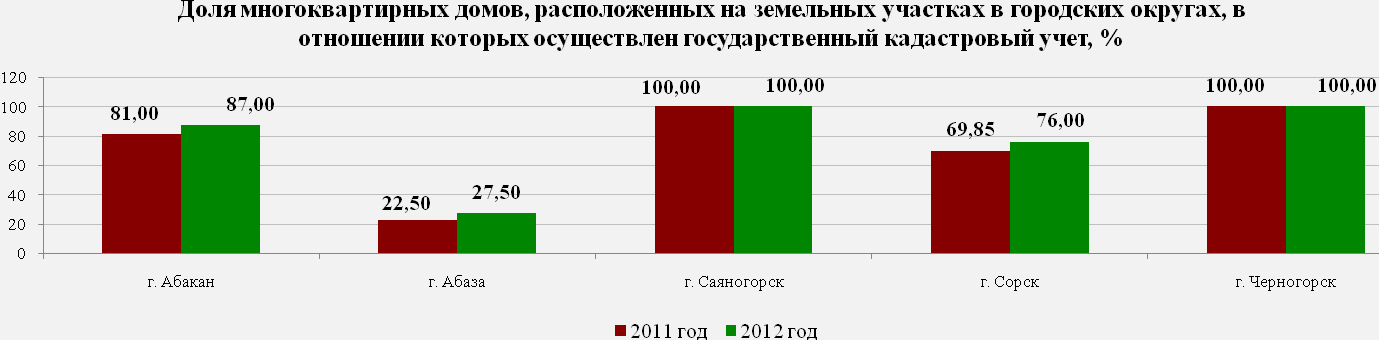 Доля многоквартирных домов, расположенных на земельных участках в городских округах, в
отношении которых осуществлен государственный кадастровый учет, %
120
100
80
60
40
20
0
81,00
87,00
22,50
27,50
100,00
100,00
69,85
76,00
100,00
100,00
г. Абакан
г. Абаза
г. Саяногорск
г. Сорск
г. Черногорск
2011 год
2012 год